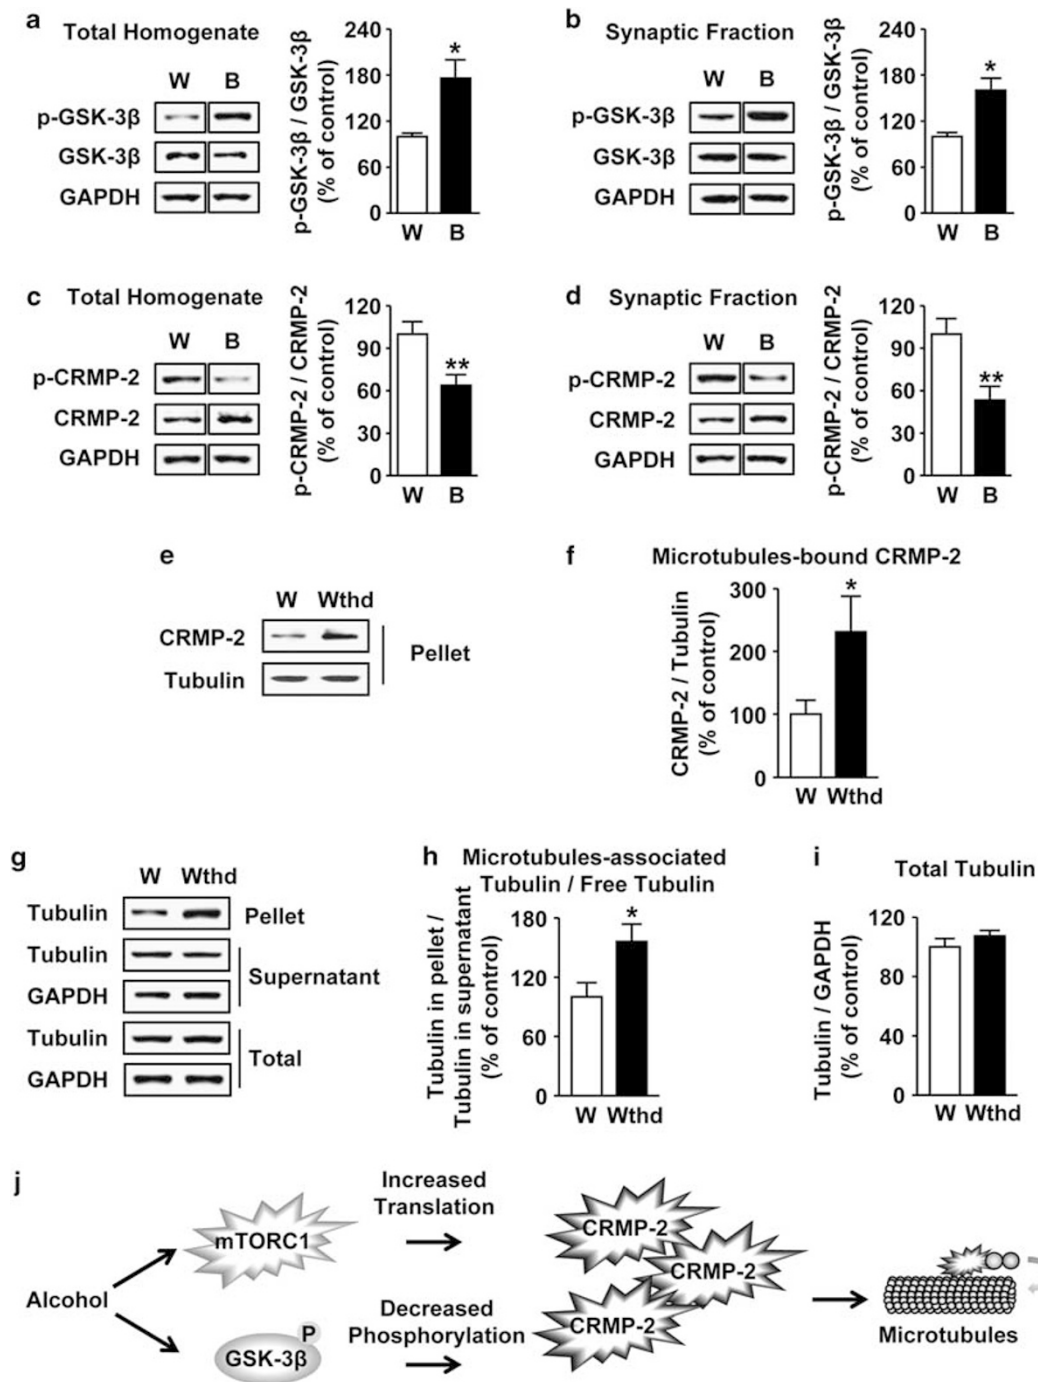 a Total Homogenate
W B
p-GSK-3β
GSK-3β
GAPDH
p-GSK-3β / GSK-3β
(% of control)
240
180
120
60
0
*
W B
b Synaptic Fraction
W B
p-GSK-3β
GSK-3β
GAPDH
p-GSK-3β / GSK-3β
(% of control)
240
180
120
60
0
*
W B
c Total Homogenate
W B
p-CRMP-2
CRMP-2
GAPDH
p-CRMP-2 / CRMP-2
(% of control)
120
90
60
30
0
**
W B
d Synaptic Fraction
W B
p-CRMP-2
CRMP-2
GAPDH
p-CRMP-2 / CRMP-2
(% of control)
120
90
60
30
0
**
W B
e
W Wthd
CRMP-2
Tubulin
Pellet
f Microtubules-bound CRMP-2
CRMP-2 / Tubulin
(% of control)
300
200
100
0
*
W Wthd
g
W Wthd
Tubulin Pellet
Tubulin
GAPDH
Supernatant
Tubulin
GAPDH
Total
h Microtubules-associated
Tubulin / Free Tubulin
Tubulin in pellet /
Tubulin in supernatant
(% of control)
180
120
60
0
*
W Wthd
i Total Tubulin
Tubulin / GAPDH
(% of control)
120
80
40
0
W Wthd
j
Alcohol
mTORC1
Increased
Translation
P
GSK-3β
Decreased
Phosphorylation
CRMP-2
CRMP-2
CRMP-2
Microtubules